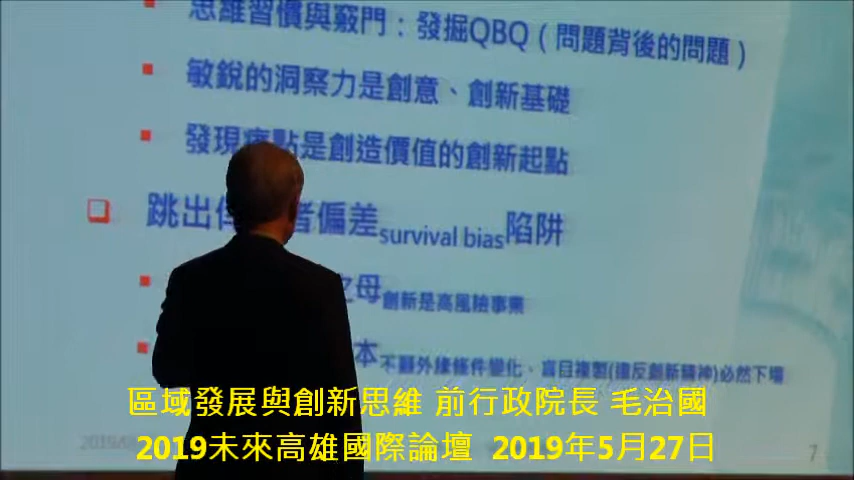 思維習慣與竅門：發掘QBQ（問題背後的問題）
敏銳的洞察力是創意、創新基礎
發現痛點是創造價值的創新起點
跳出倖 者偏差survival bias陷阱
之母創新是高風險事業
本不顧外緣條件變化、盲目複製(違反創新精神)必然下場
區域發展與創新思維 前行政院長 毛治國
2019未來高雄國際論壇 2019年5月27日
2019/0
7